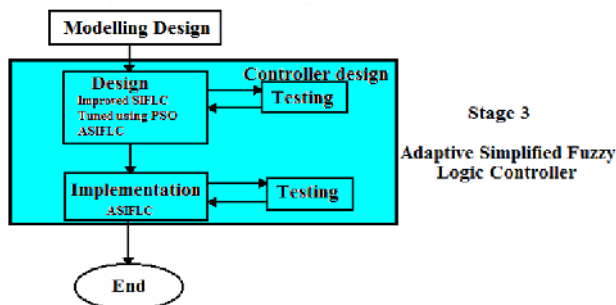 Modelling Design
Controller design
Design
Improved SIFLC
Tuned using PSO
ASIFLC
Testing
Implementation
ASIFLC
Testing
End
Stage 3
Adaptive Simplified Fuzzy
Logic Controller